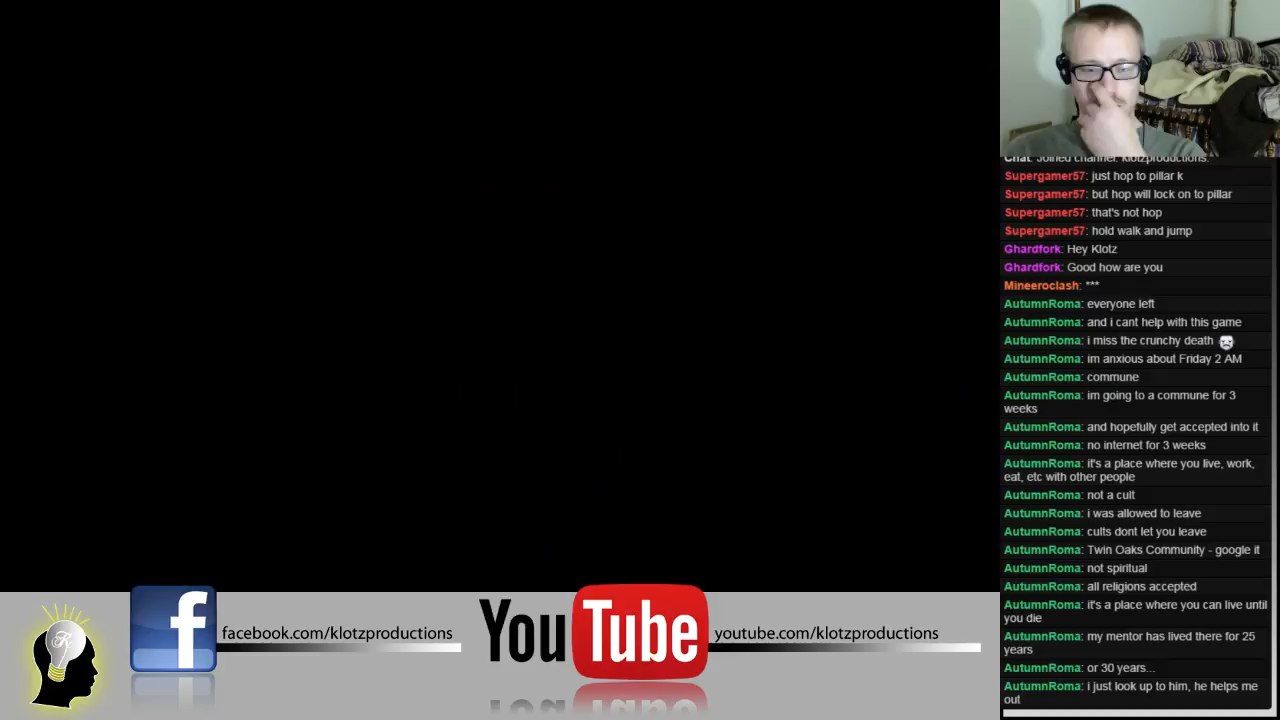 Chat: Joined channel: klotzproductions.
Supergamer57: just hop to pillar k
Supergamer57: but hop will lock on to pillar
Supergamer57: that's not hop
Supergamer57: hold walk and jump
Ghardfork: Hey Klotz
Ghardfork: Good how are you
Mineeroclash: ***
AutumnRoma: everyone left
AutumnRoma: and i cant help with this game
AutumnRoma: i miss the crunchy death
AutumnRoma: im anxious about Friday 2 AM
AutumnRoma: commune
AutumnRoma: im going to a commune for 3
weeks
AutumnRoma: and hopefully get accepted into it
AutumnRoma: no internet for 3 weeks
AutumnRoma: it's a place where you live, work,
eat, etc with other people
AutumnRoma: not a cult
AutumnRoma: i was allowed to leave
AutumnRoma: cults dont let you leave
AutumnRoma: Twin Oaks Community - google it
AutumnRoma: not spiritual
AutumnRoma: all religions accepted
AutumnRoma: it's a place where you can live until
you die
AutumnRoma: my mentor has lived there for 25
years
AutumnRoma: or 30 years...
AutumnRoma: i just look up to him, he helps me
out
K
f
facebook.com/klotzproductions
YouTube
youtube.com/klotzproductions